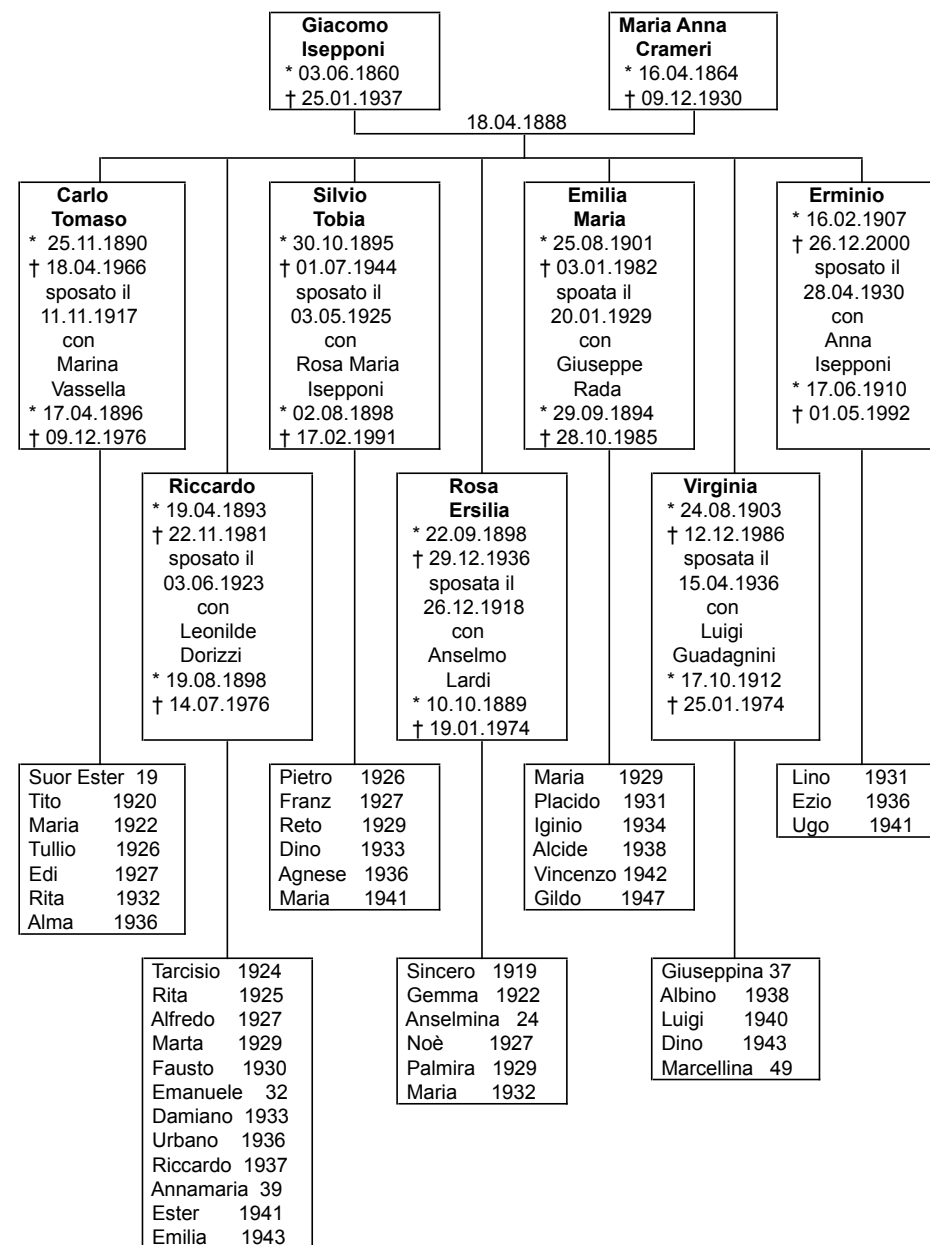 Giacomo
Isepponi
* 03.06.1860
† 25.01.1937
Maria Anna
Crameri
* 16.04.1864
† 09.12.1930
18.04.1888
Carlo
Tomaso
* 25.11.1890
† 18.04.1966
sposato il
11.11.1917
con
Marina
Vassella
* 17.04.1896
† 09.12.1976
Silvio
Tobia
* 30.10.1895
† 01.07.1944
sposato il
03.05.1925
con
Rosa Maria
Isepponi
* 02.08.1898
† 17.02.1991
Emilia
Maria
* 25.08.1901
† 03.01.1982
spoata il
20.01.1929
con
Giuseppe
Rada
* 29.09.1894
† 28.10.1985
Erminio
* 16.02.1907
† 26.12.2000
sposato il
28.04.1930
con
Anna
Isepponi
* 17.06.1910
† 01.05.1992
Riccardo
* 19.04.1893
† 22.11.1981
sposato il
03.06.1923
con
Leonilde
Dorizzi
* 19.08.1898
† 14.07.1976
Rosa
Ersilia
* 22.09.1898
† 29.12.1936
sposata il
26.12.1918
con
Anselmo
Lardi
* 10.10.1889
† 19.01.1974
Virginia
* 24.08.1903
† 12.12.1986
sposata il
15.04.1936
con
Luigi
Guadagnini
* 17.10.1912
† 25.01.1974
Suor Ester 19
Tito 1920
Maria 1922
Tullio 1926
Edi 1927
Rita 1932
Alma 1936
Pietro 1926
Franz 1927
Reto 1929
Dino 1933
Agnese 1936
Maria 1941
Maria 1929
Placido 1931
Iginio 1934
Alcide 1938
Vincenzo 1942
Gildo 1947
Lino 1931
Ezio 1936
Ugo 1941
Tarcisio 1924
Rita 1925
Alfredo 1927
Marta 1929
Fausto 1930
Emanuele 32
Damiano 1933
Urbano 1936
Riccardo 1937
Annamaria 39
Ester 1941
Emilia 1943
Sincero 1919
Gemma 1922
Anselmina 24
Noè 1927
Palmira 1929
Maria 1932
Giuseppina 37
Albino 1938
Luigi 1940
Dino 1943
Marcellina 49